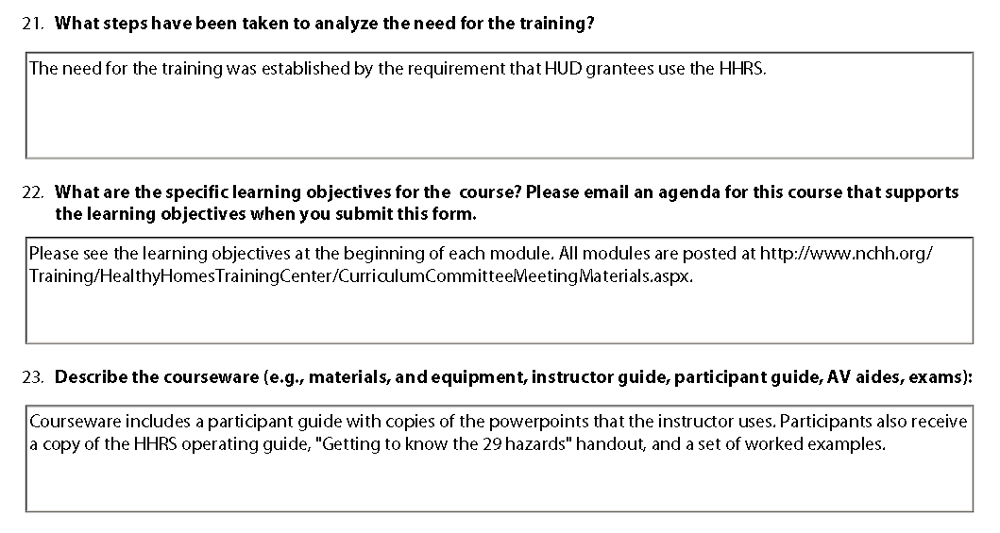 21. What steps have been taken to analyze the need for the training?
The need for the training was established by the requirement that HUD grantees use the HHRS.
22. What are the specific learning objectives for the course? Please email an agenda for this course that supports
the learning objectives when you submit this form.
Please see the learning objectives at the beginning of each module. All modules are posted at http://www.nchh.org/
Training/HealthyHomesTrainingCenter/CurriculumCommitteeMeetingMaterials.aspx.
23. Describe the courseware (e.g., materials, and equipment, instructor guide, participant guide, AV aides, exams):
Courseware includes a participant guide with copies of the powerpoints that the instructor uses. Participants also receive
a copy of the HHRS operating guide, "Getting to know the 29 hazards" handout, and a set of worked examples.